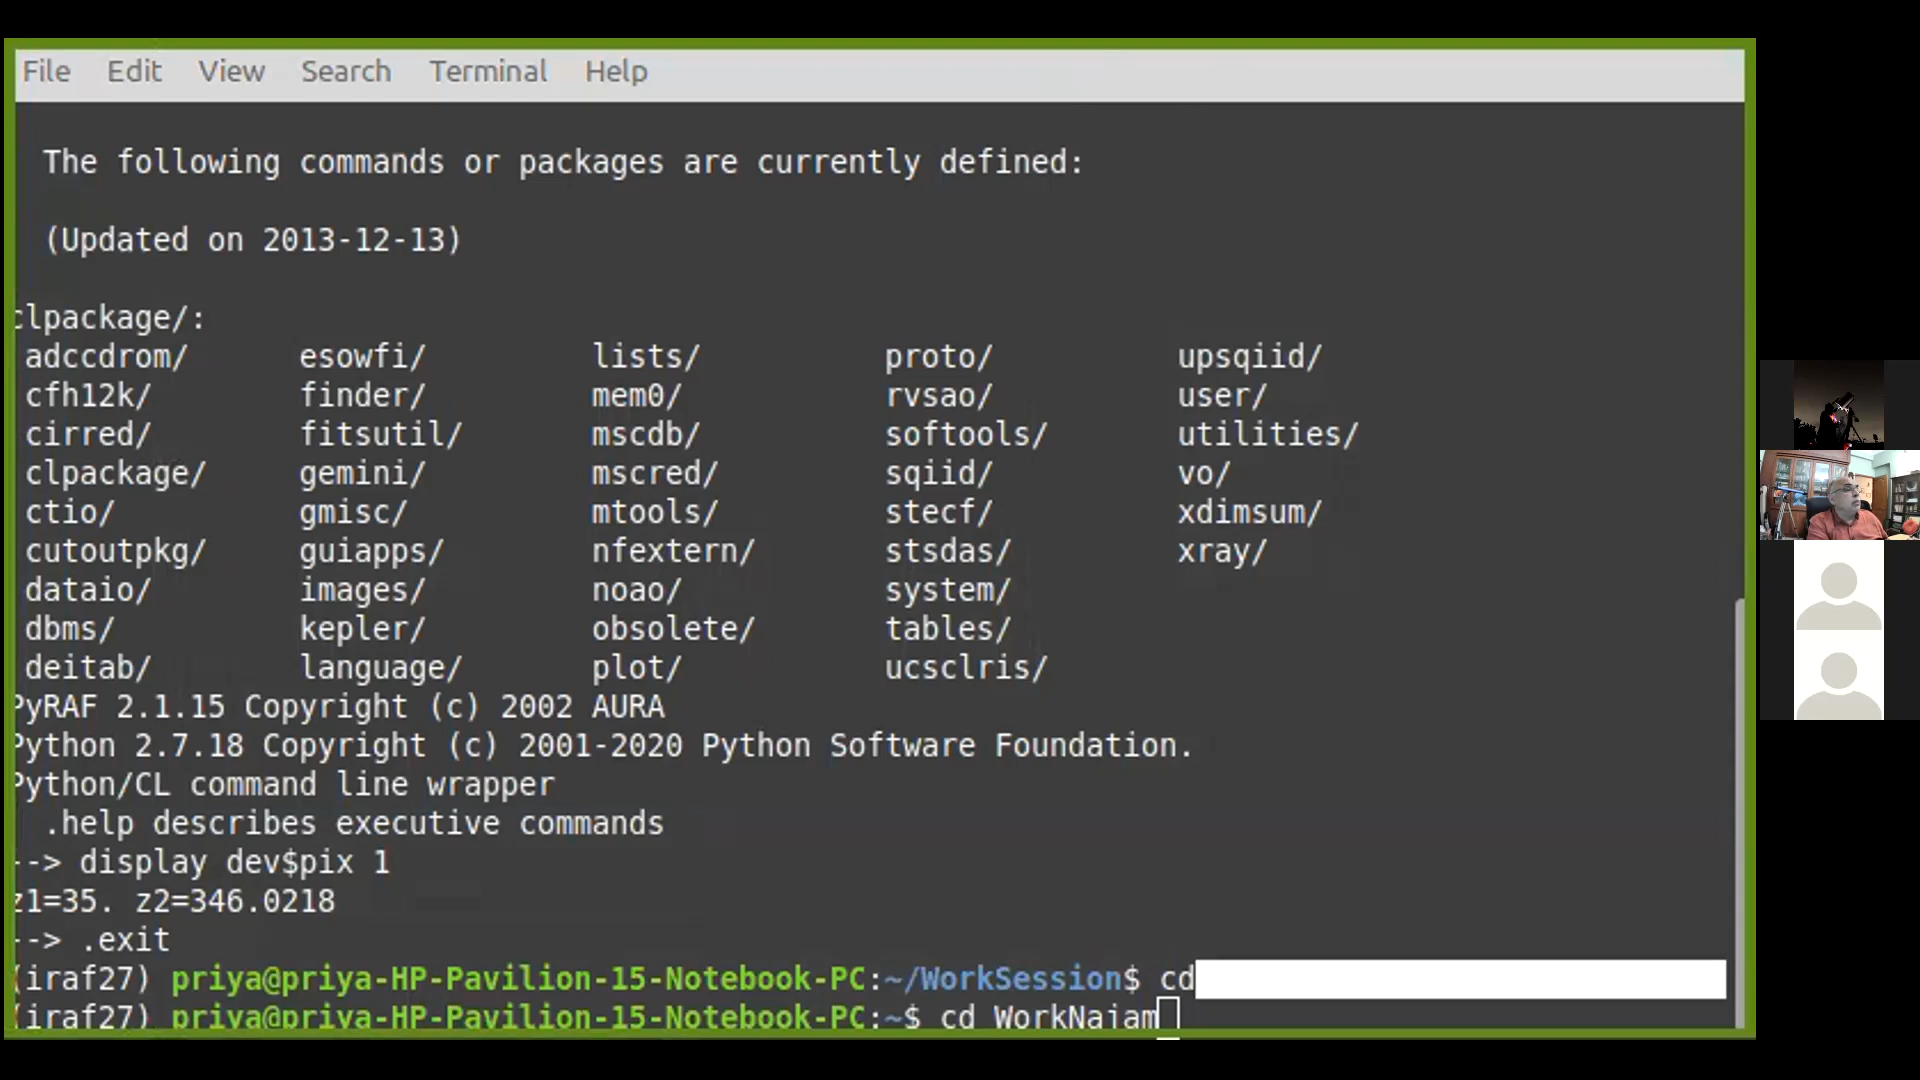 File Edit View Search Terminal Help
The following commands or packages are currently defined:
(Updated on 2013-12-13)
clpackage/:
adccdrom/ esowfi/ lists/ proto/ upsqiid/
cfh12k/ finder/ mem0/ rvsao/ user/
cirred/ fitsutil/ mscdb/ softools/ utilities/
clpackage/ gemini/ mscred/ sqiid/ vo/
ctio/ gmisc/ mtools/ stecf/ xdimsum/
cutoutpkg/ guiapps/ nfextern/ stsdas/ xray/
dataio/ images/ noao/ system/
dbms/ kepler/ obsolete/ tables/
deitab/ language/ plot/ ucsclris/
PyRAF 2.1.15 Copyright (c) 2002 AURA
Python 2.7.18 Copyright (c) 2001-2020 Python Software Foundation.
Python/CL command line wrapper
.help describes executive commands
--> display dev$pix 1
z1=35. z2=346.0218
--> .exit
(iraf27) priya@priya-HP-Pavilion-15-Notebook-PC:~/WorkSession$ cd
(iraf27) priya@priya-HP-Pavilion-15-Notebook-PC:~$ cd WorkNajam